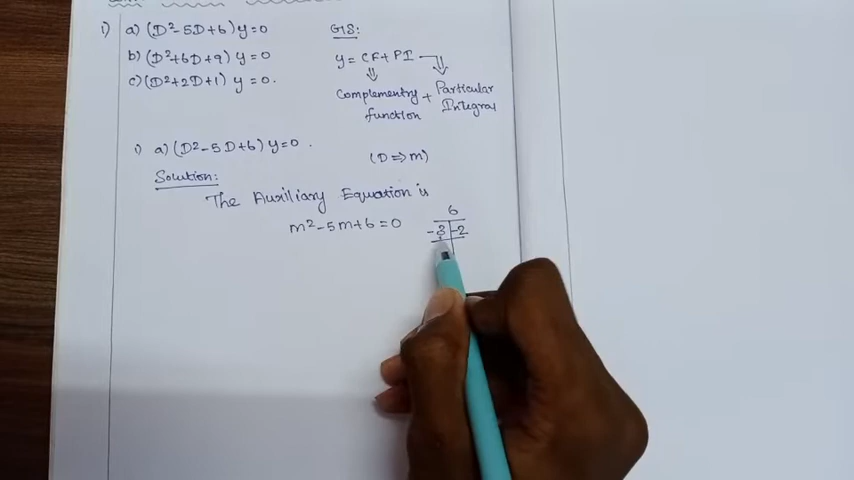 1) a) (D²-5D+6) y=0
b) (D²+6D+9) y=0
c) (D²+2D+1) y=0.
GS:
y = CF+PI
Complementry function + Particular Integral
1) a) (D²-5D+6) y=0.
(D⇒m)
Solution:
The Auxiliary Equation is
m²-5m+6=0
6
-3 -2